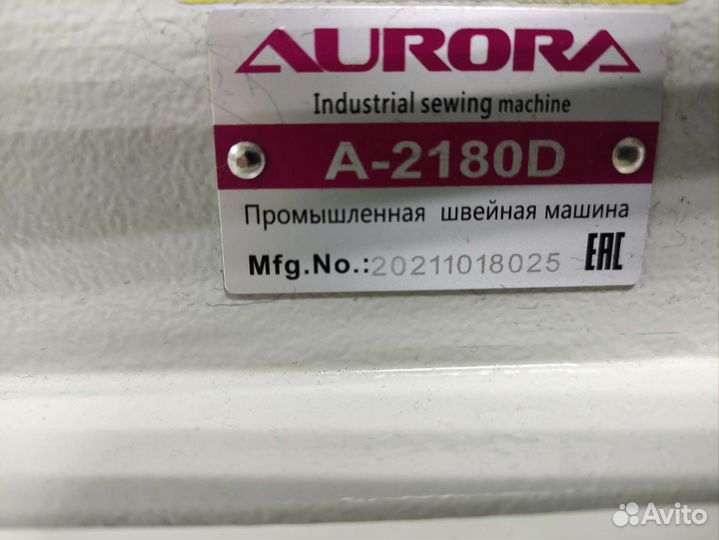 AURORA
Industrial sewing machine
A-2180D
Промышленная швейная машина
Mfg.No.:20211018025 EAC
Avito